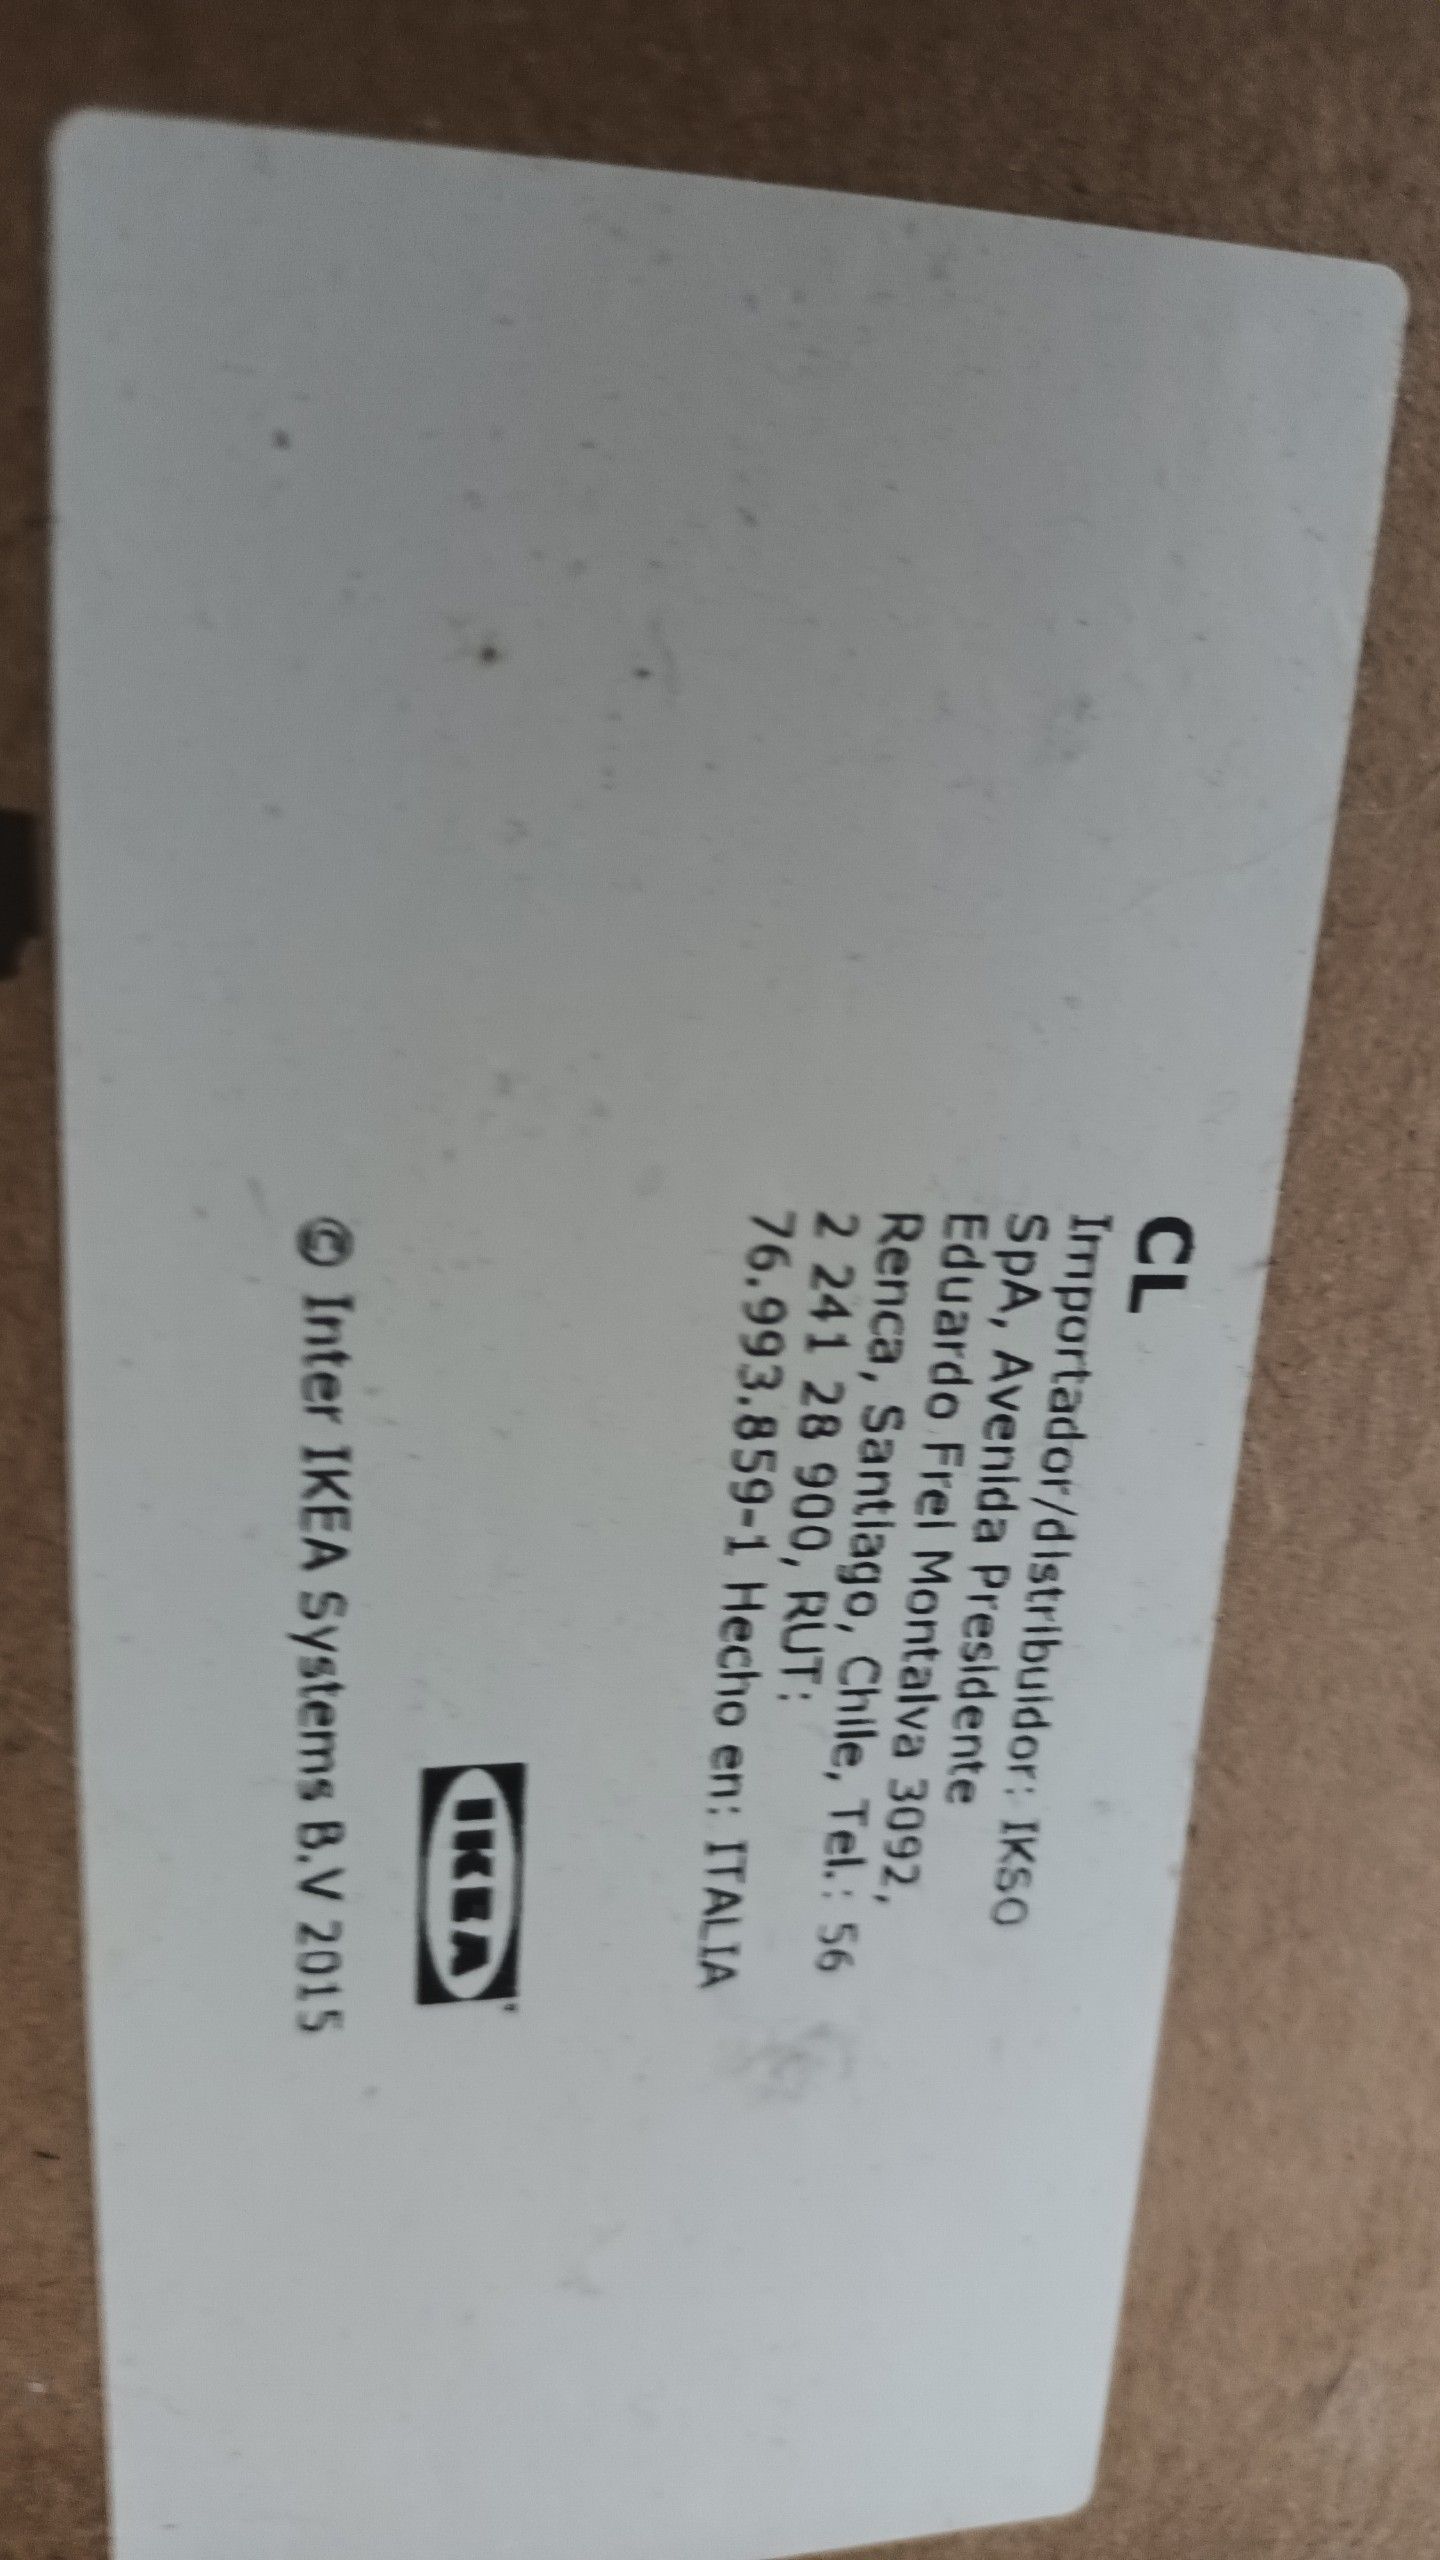 CL
Importador/distribuidor: IKSO
SpA, Avenida Presidente
Eduardo Frei Montalva 3092,
Renca, Santiago, Chile, Tel.: 56
2 241 28 900, RUT:
76.993.859-1 Hecho en: ITALIA
IKEA
© Inter IKEA Systems B.V 2015